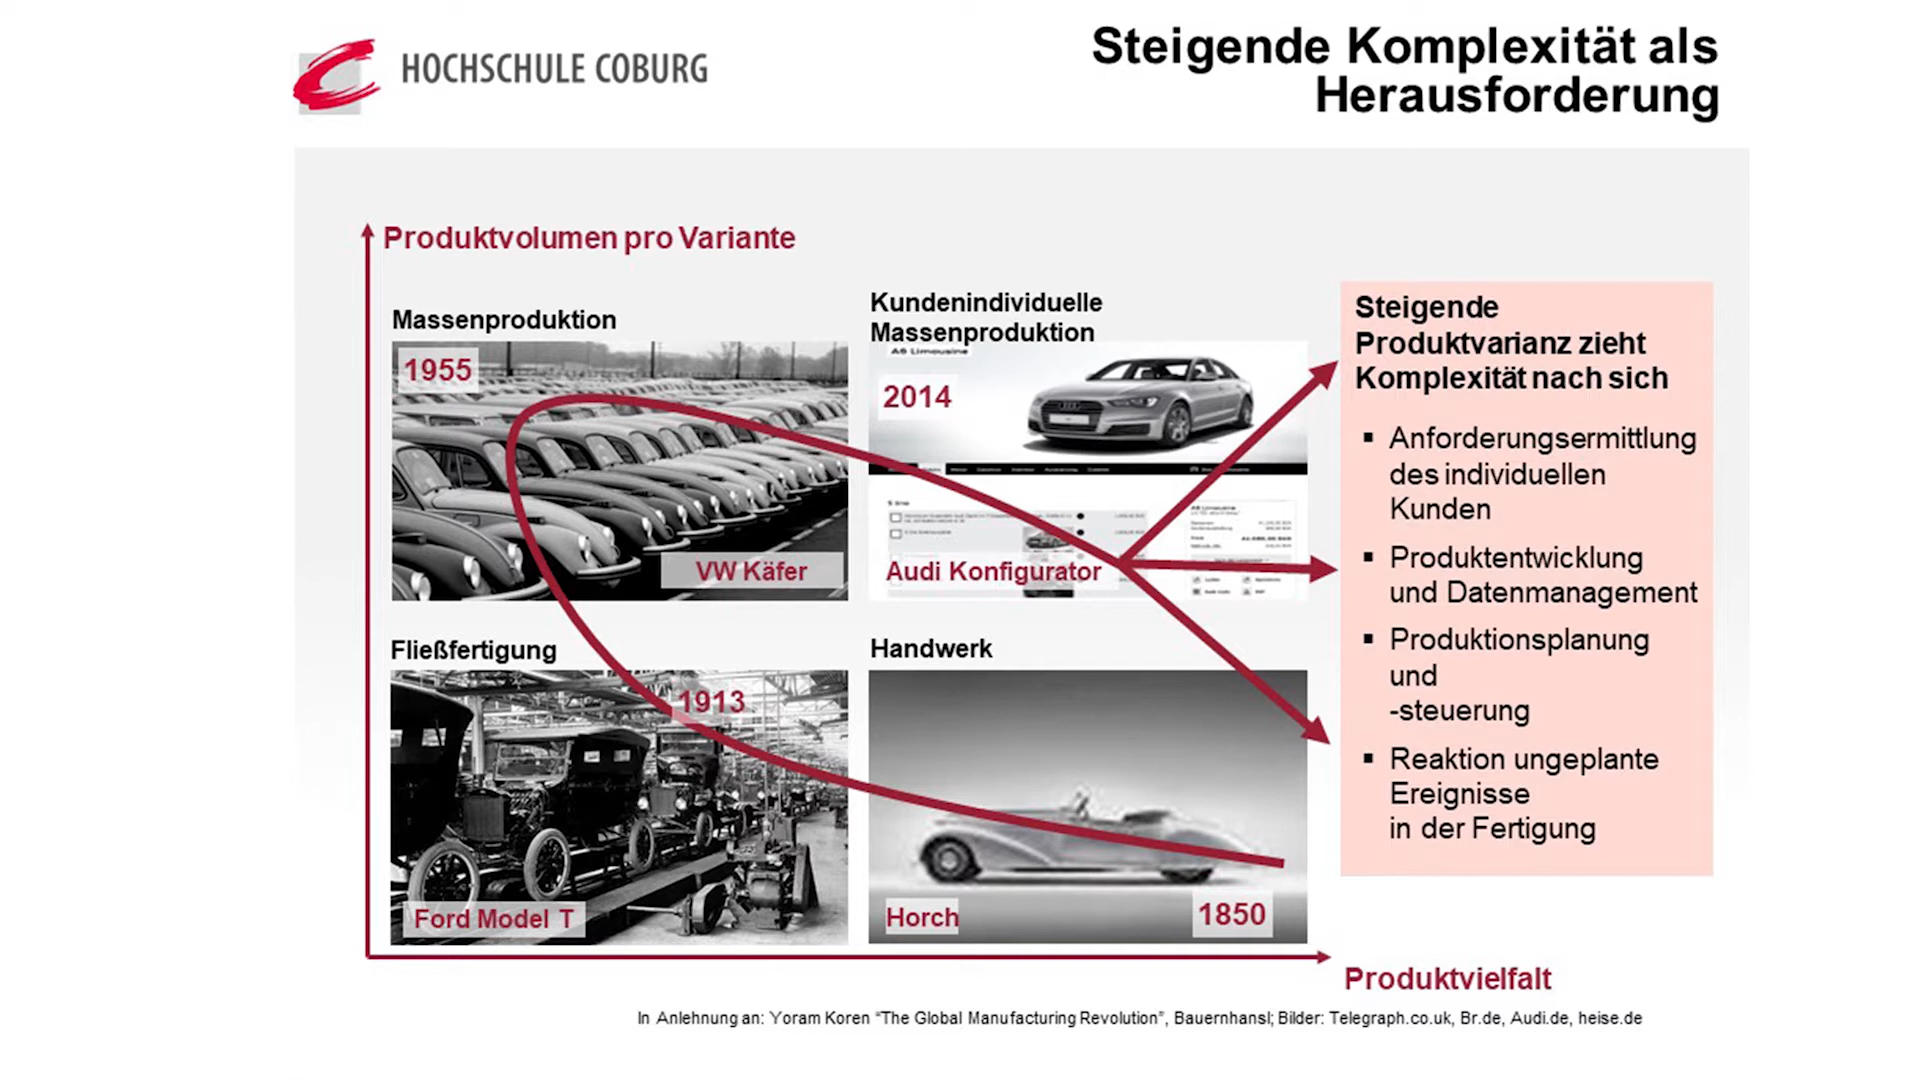 HOCHSCHULE COBURG
Steigende Komplexität als
Herausforderung
Produktvolumen pro Variante
Massenproduktion
1955
VW Käfer
Kundenindividuelle
Massenproduktion
A6 Limousine
2014
Audi Konfigurator
Fließfertigung
1913
Ford Model T
Handwerk
Horch
1850
Steigende
Produktvarianz zieht
Komplexität nach sich
▪ Anforderungsermittlung
des individuellen
Kunden
▪ Produktentwicklung
und Datenmanagement
▪ Produktionsplanung
und
-steuerung
▪ Reaktion ungeplante
Ereignisse
in der Fertigung
Produktvielfalt
In Anlehnung an: Yoram Koren “The Global Manufacturing Revolution”, Bauernhansl; Bilder: Telegraph.co.uk, Br.de, Audi.de, heise.de